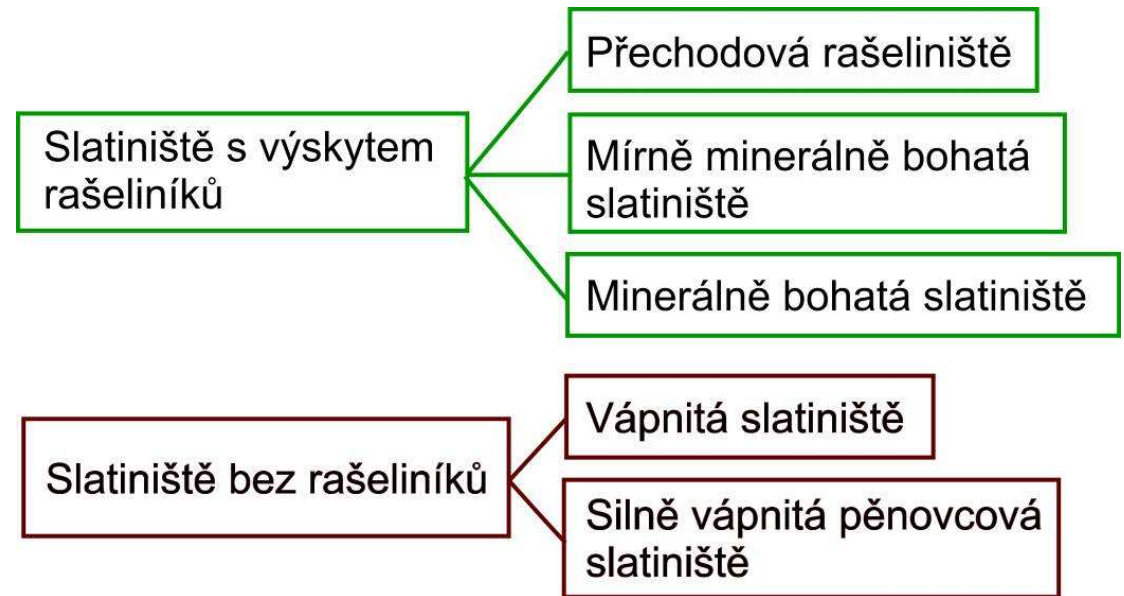 Slatiniště s výskytem
rašeliníků
Přechodová rašeliniště
Mírně minerálně bohatá
slatiniště
Minerálně bohatá slatiniště
Slatiniště bez rašeliníků
Vápnitá slatiniště
Silně vápnitá pěnovcová
slatiniště